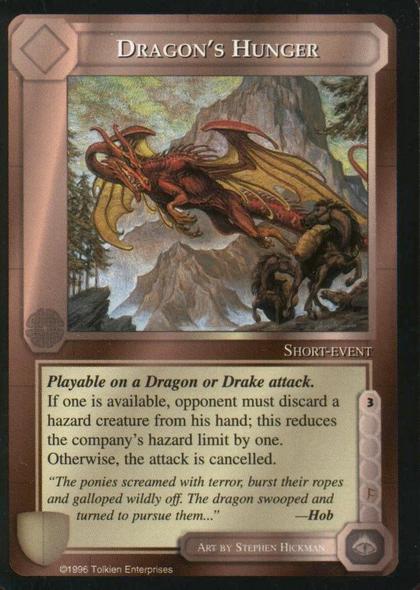 DRAGON'S HUNGER
SHORT-EVENT
Playable on a Dragon or Drake attack.
If one is available, opponent must discard a
hazard creature from his hand; this reduces
the company's hazard limit by one.
Otherwise, the attack is cancelled.
"The ponies screamed with terror, burst their ropes
and galloped wildly off. The dragon swooped and
turned to pursue them..." —Hob
3
ART BY STEPHEN HICKMAN
©1996 Tolkien Enterprises